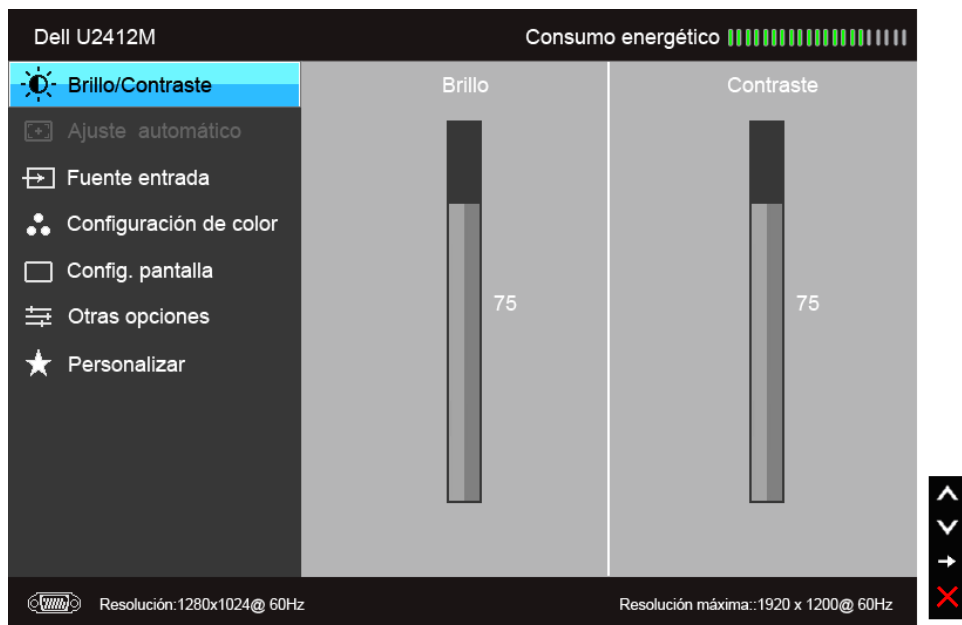 Dell U2412M
Consumo energético
Brillo/Contraste
Ajuste automático
Fuente entrada
Configuración de color
Config. pantalla
Otras opciones
Personalizar
Brillo
Contraste
75
75
Resolución:1280x1024@ 60Hz
Resolución máxima::1920 x 1200@ 60Hz